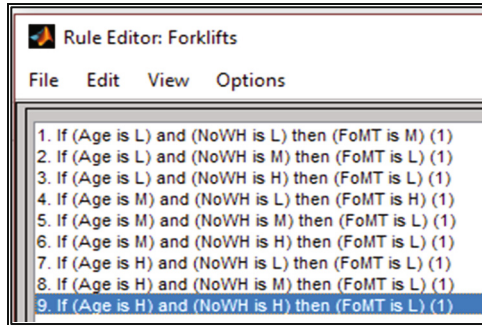 Rule Editor: Forklifts
File Edit View Options
1. If (Age is L) and (NoWH is L) then (FoMT is M) (1)
2. If (Age is L) and (NoWH is M) then (FoMT is L) (1)
3. If (Age is L) and (NoWH is H) then (FoMT is L) (1)
4. If (Age is M) and (NoWH is L) then (FoMT is H) (1)
5. If (Age is M) and (NoWH is M) then (FoMT is L) (1)
6. If (Age is M) and (NoWH is H) then (FoMT is L) (1)
7. If (Age is H) and (NoWH is L) then (FoMT is L) (1)
8. If (Age is H) and (NoWH is M) then (FoMT is L) (1)
9. If (Age is H) and (NoWH is H) then (FoMT is L) (1)